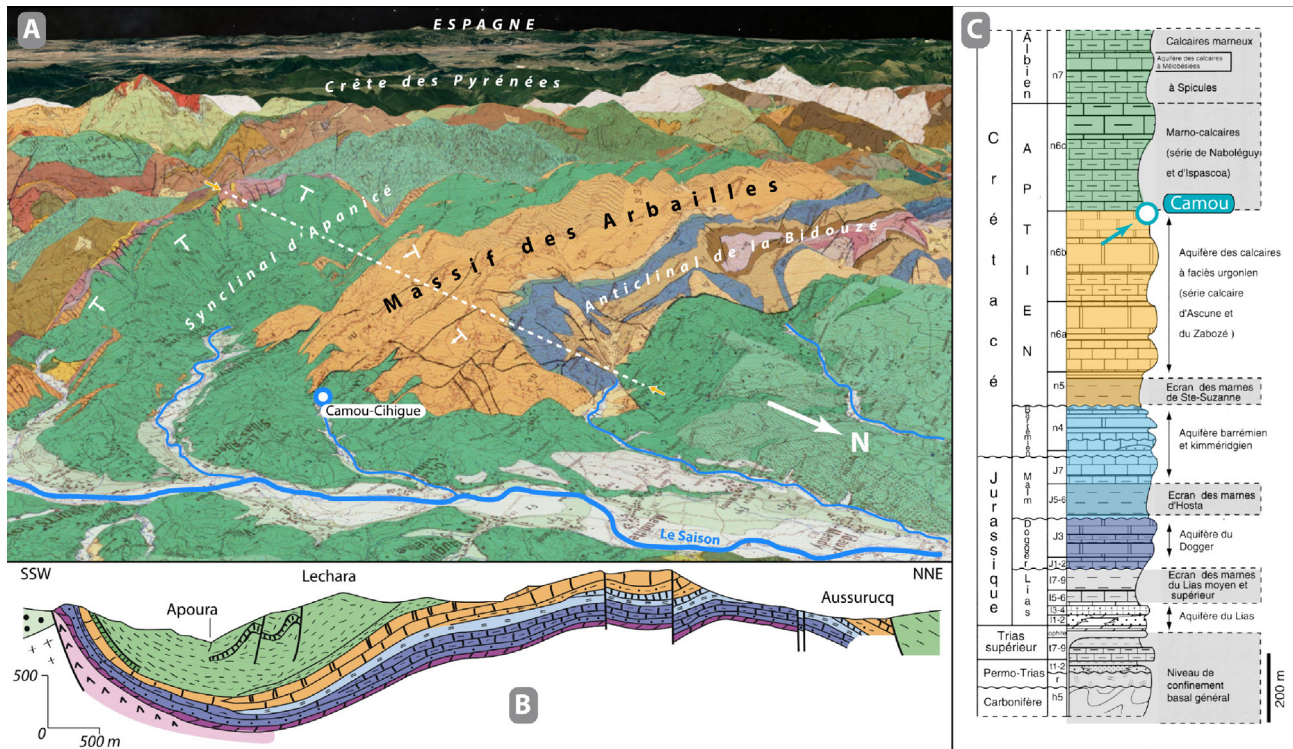 A
ESPAGNE
Crête des Pyrénées
Synclinal d'Apanicé
Massif des Arbailles
Anticlinal de la Bidouze
Camou-Cihigue
N
Le Saison
SSW
Lechara
NNE
Apoura
Aussurucq
500
0
500 m
B
C
Albien
n7
Calcaires marneux
Aquifère des calcaires
à Mélobésiées
à Spicules
Crétacé
APTIEN
n6c
Marno-calcaires
(série de Naboléguy
et d'Ispascoa)
Camou
n6b
Aquifère des calcaires
à faciès urgonien
(série calcaire
d'Ascune et
du Zabozé )
n6a
n5
Ecran des marnes
de Ste-Suzanne
n4
Aquifère barrémien
et kimméridgien
Jurassique
Malm
J7
J5-6
Ecran des marnes
d'Hosta
Dogger
J3
J1-2
Aquifère du
Dogger
Lias
l7-9
l5-6
Ecran des marnes
du Lias moyen et
supérieur
l3-4
l1-2
Aquifère du Lias
Trias
supérieur
ophite
t7-9
Permo-Trias
t1-2
r
Carbonifère
h5
Niveau de
confinement
basal général
200 m